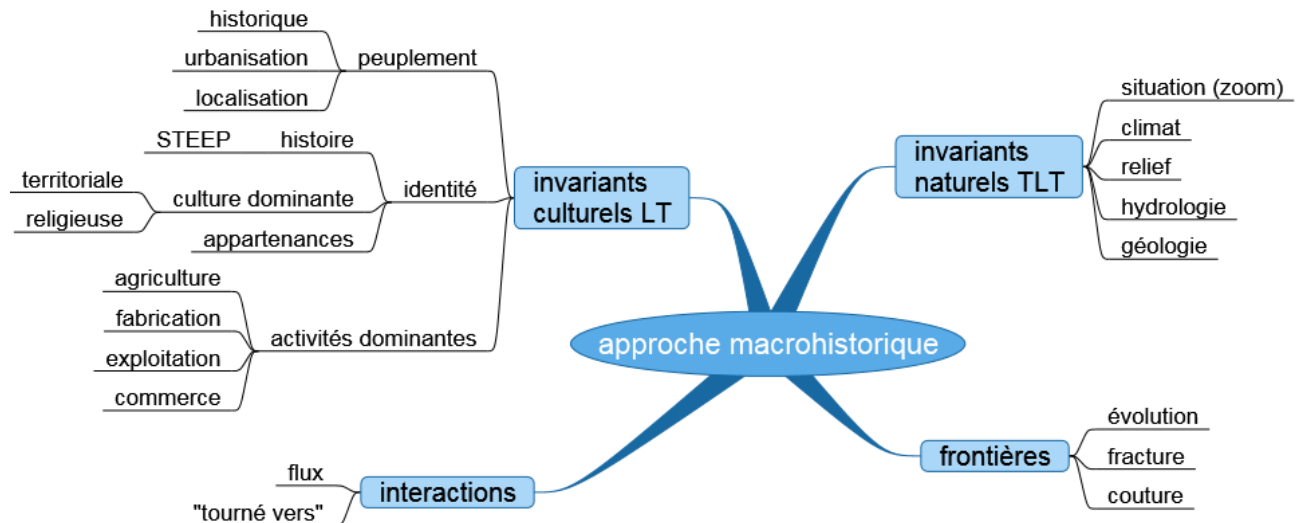 approche macrohistorique
invariants
culturels LT
peuplement
historique
urbanisation
localisation
identité
histoire
STEEP
culture dominante
territoriale
religieuse
appartenances
activités dominantes
agriculture
fabrication
exploitation
commerce
interactions
flux
"tourné vers"
invariants
naturels TLT
situation (zoom)
climat
relief
hydrologie
géologie
frontières
évolution
fracture
couture